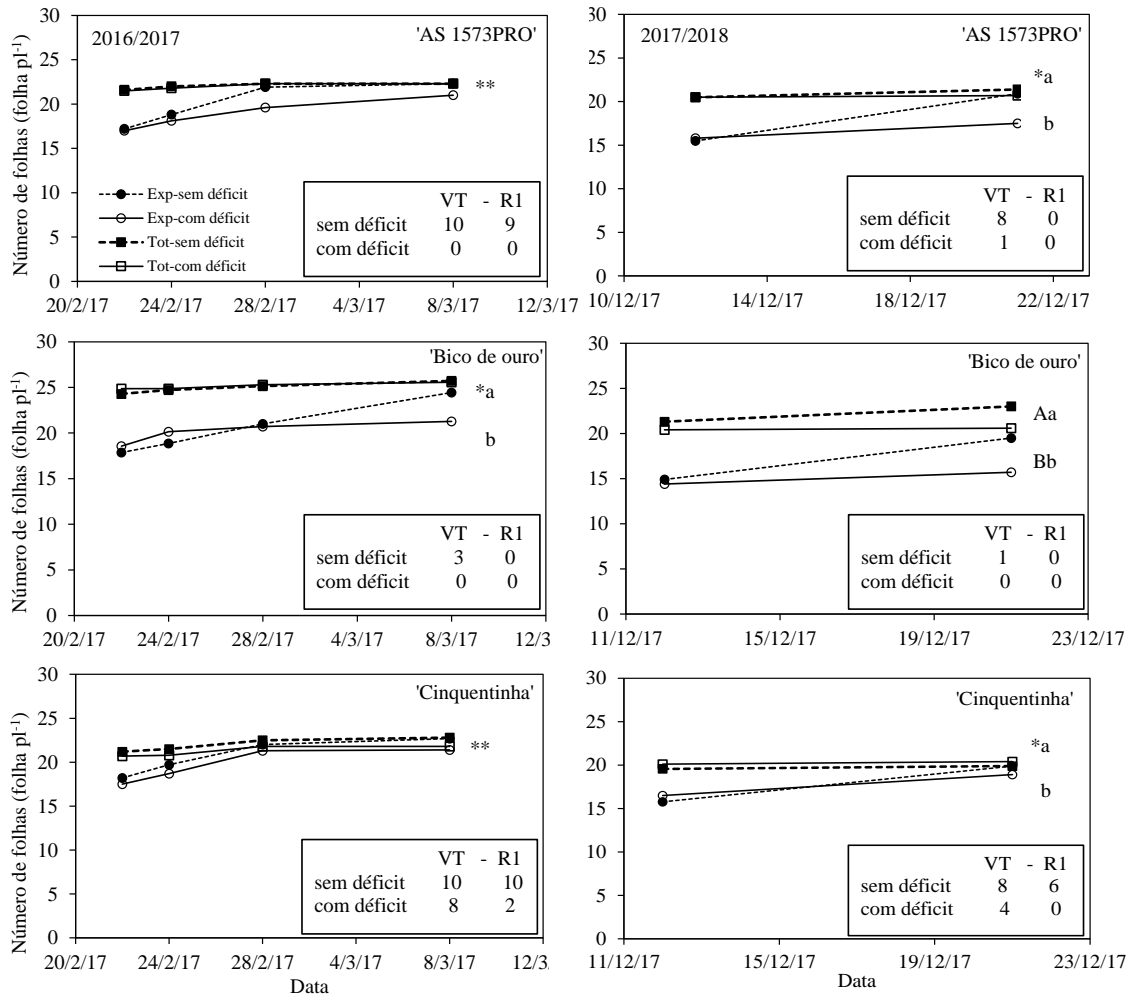 Número de folhas (folha pl-1)
30
25
20
15
10
5
0
2016/2017 'AS 1573PRO'
**
Exp-sem déficit
Exp-com déficit
Tot-sem déficit
Tot-com déficit
VT - R1
sem déficit 10 9
com déficit 0 0
20/2/17 24/2/17 28/2/17 4/3/17 8/3/17 12/3/17
30
25
20
15
10
5
0
2017/2018 'AS 1573PRO'
*a
b
VT - R1
sem déficit 8 0
com déficit 1 0
10/12/17 14/12/17 18/12/17 22/12/17
Número de folhas (folha pl-1)
30
25
20
15
10
5
0
'Bico de ouro'
*a
b
VT - R1
sem déficit 3 0
com déficit 0 0
20/2/17 24/2/17 28/2/17 4/3/17 8/3/17 12/3
30
25
20
15
10
5
0
'Bico de ouro'
Aa
Bb
VT - R1
sem déficit 1 0
com déficit 0 0
11/12/17 15/12/17 19/12/17 23/12/17
Número de folhas (folha pl-1)
30
25
20
15
10
5
0
'Cinquentinha'
**
VT - R1
sem déficit 10 10
com déficit 8 2
20/2/17 24/2/17 28/2/17 4/3/17 8/3/17 12/3
Data
30
25
20
15
10
5
0
'Cinquentinha'
*a
b
VT - R1
sem déficit 8 6
com déficit 4 0
11/12/17 15/12/17 19/12/17 23/12/17
Data